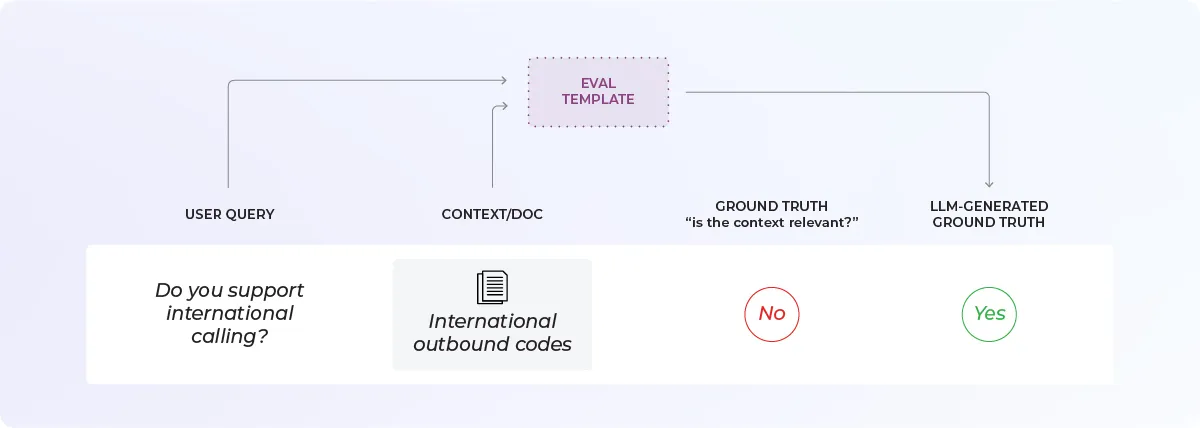 EVAL
TEMPLATE
USER QUERY
CONTEXT/DOC
GROUND TRUTH
“is the context relevant?”
LLM-GENERATED
GROUND TRUTH
Do you support
international
calling?
International
outbound codes
No
Yes